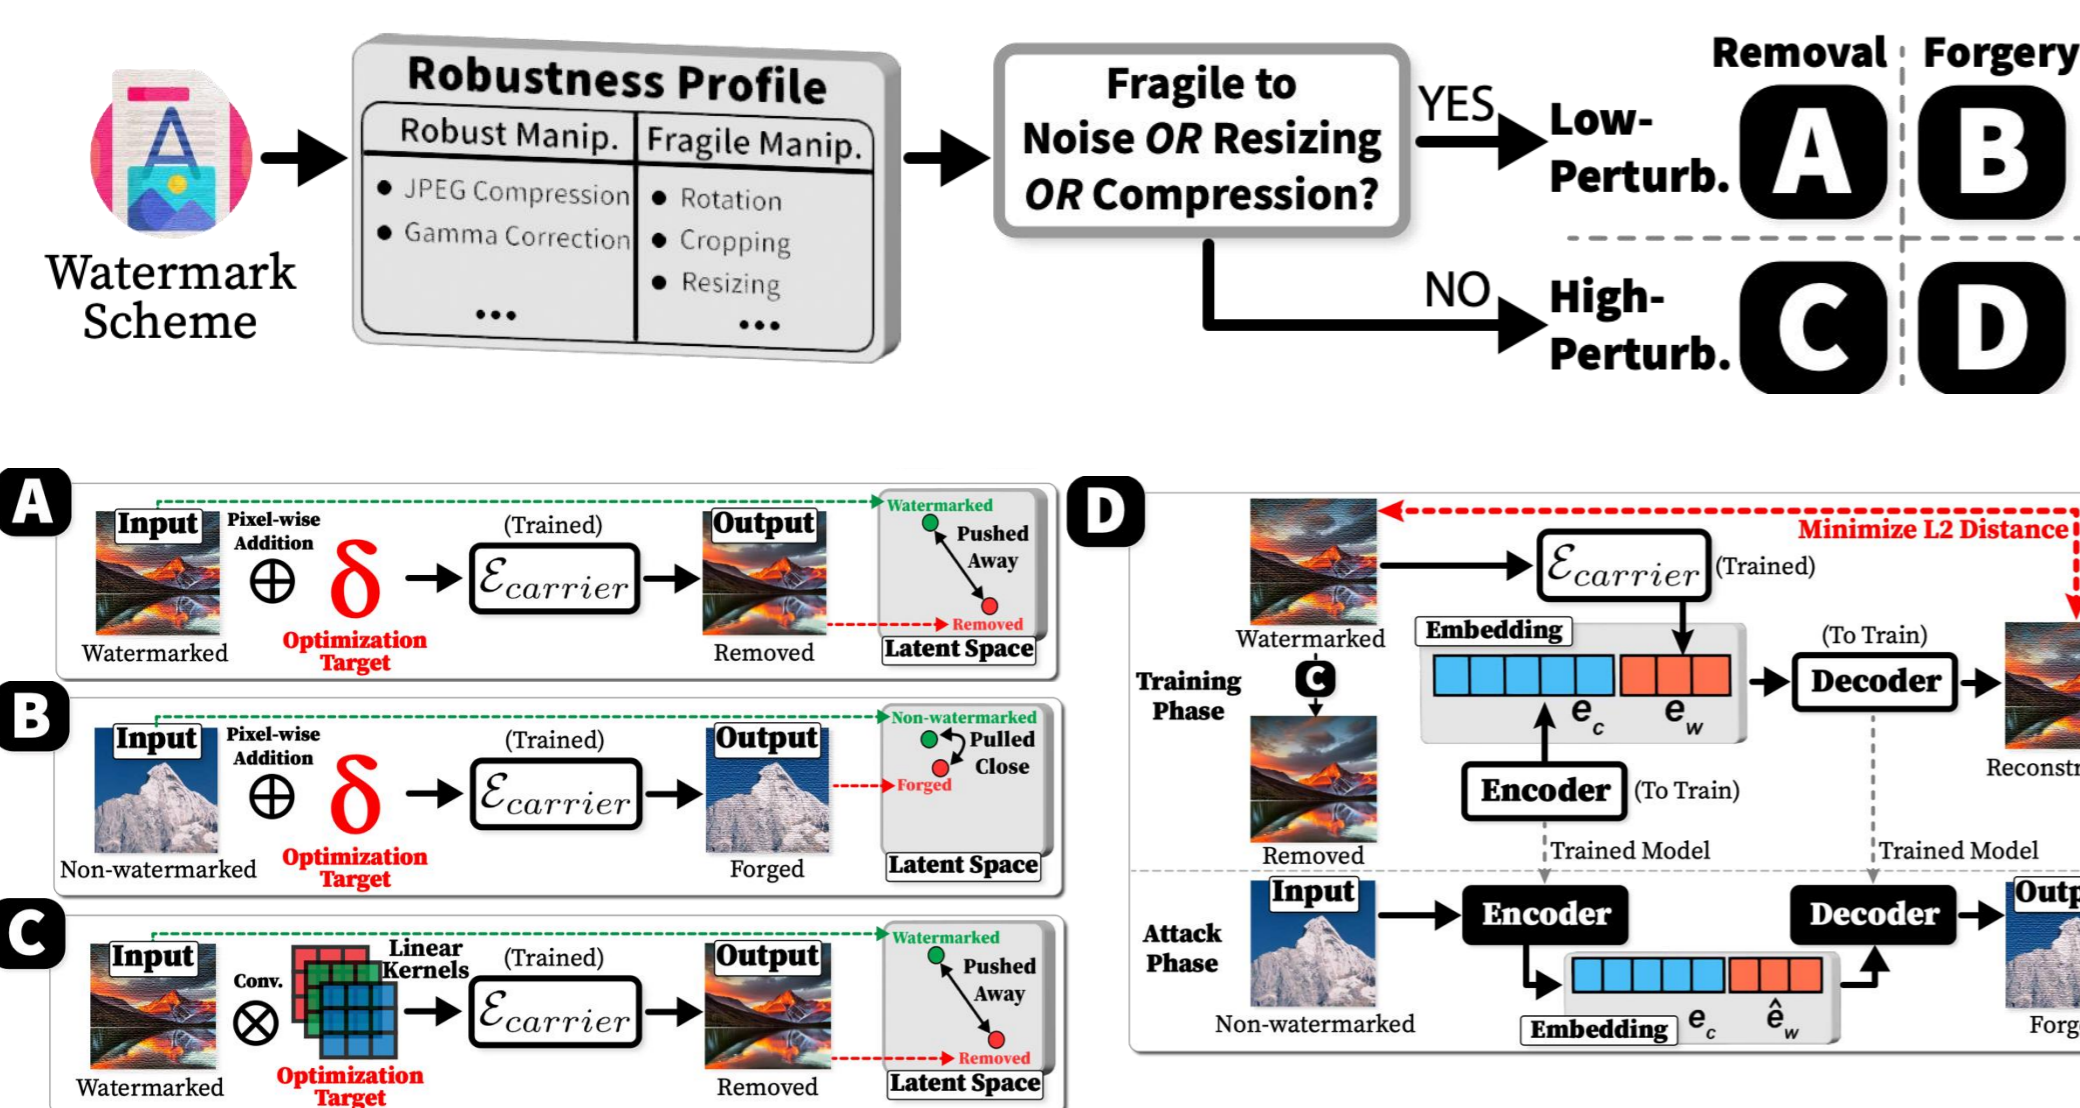 Watermark
Scheme
Robustness Profile
Robust Manip.
Fragile Manip.
JPEG Compression
Gamma Correction
...
Rotation
Cropping
Resizing
...
Fragile to
Noise OR Resizing
OR Compression?
YES
NO
Removal
Forgery
Low-
Perturb.
A
B
High-
Perturb.
C
D
A
Input
Watermarked
Pixel-wise
Addition
δ
Optimization
Target
(Trained)
Ecarrier
Output
Removed
Watermarked
Pushed
Away
Removed
Latent Space
B
Input
Non-watermarked
Pixel-wise
Addition
δ
Optimization
Target
(Trained)
Ecarrier
Output
Forged
Non-watermarked
Pulled
Close
Forged
Latent Space
C
Input
Watermarked
Conv.
Linear
Kernels
Optimization
Target
(Trained)
Ecarrier
Output
Removed
Watermarked
Pushed
Away
Removed
Latent Space
D
Training
Phase
Watermarked
C
Removed
Minimize L2 Distance
Ecarrier
(Trained)
Embedding
ec
ew
Encoder
(To Train)
(To Train)
Decoder
Reconstr
Trained Model
Trained Model
Attack
Phase
Input
Non-watermarked
Encoder
Embedding
ec
êw
Decoder
Outp
Forg